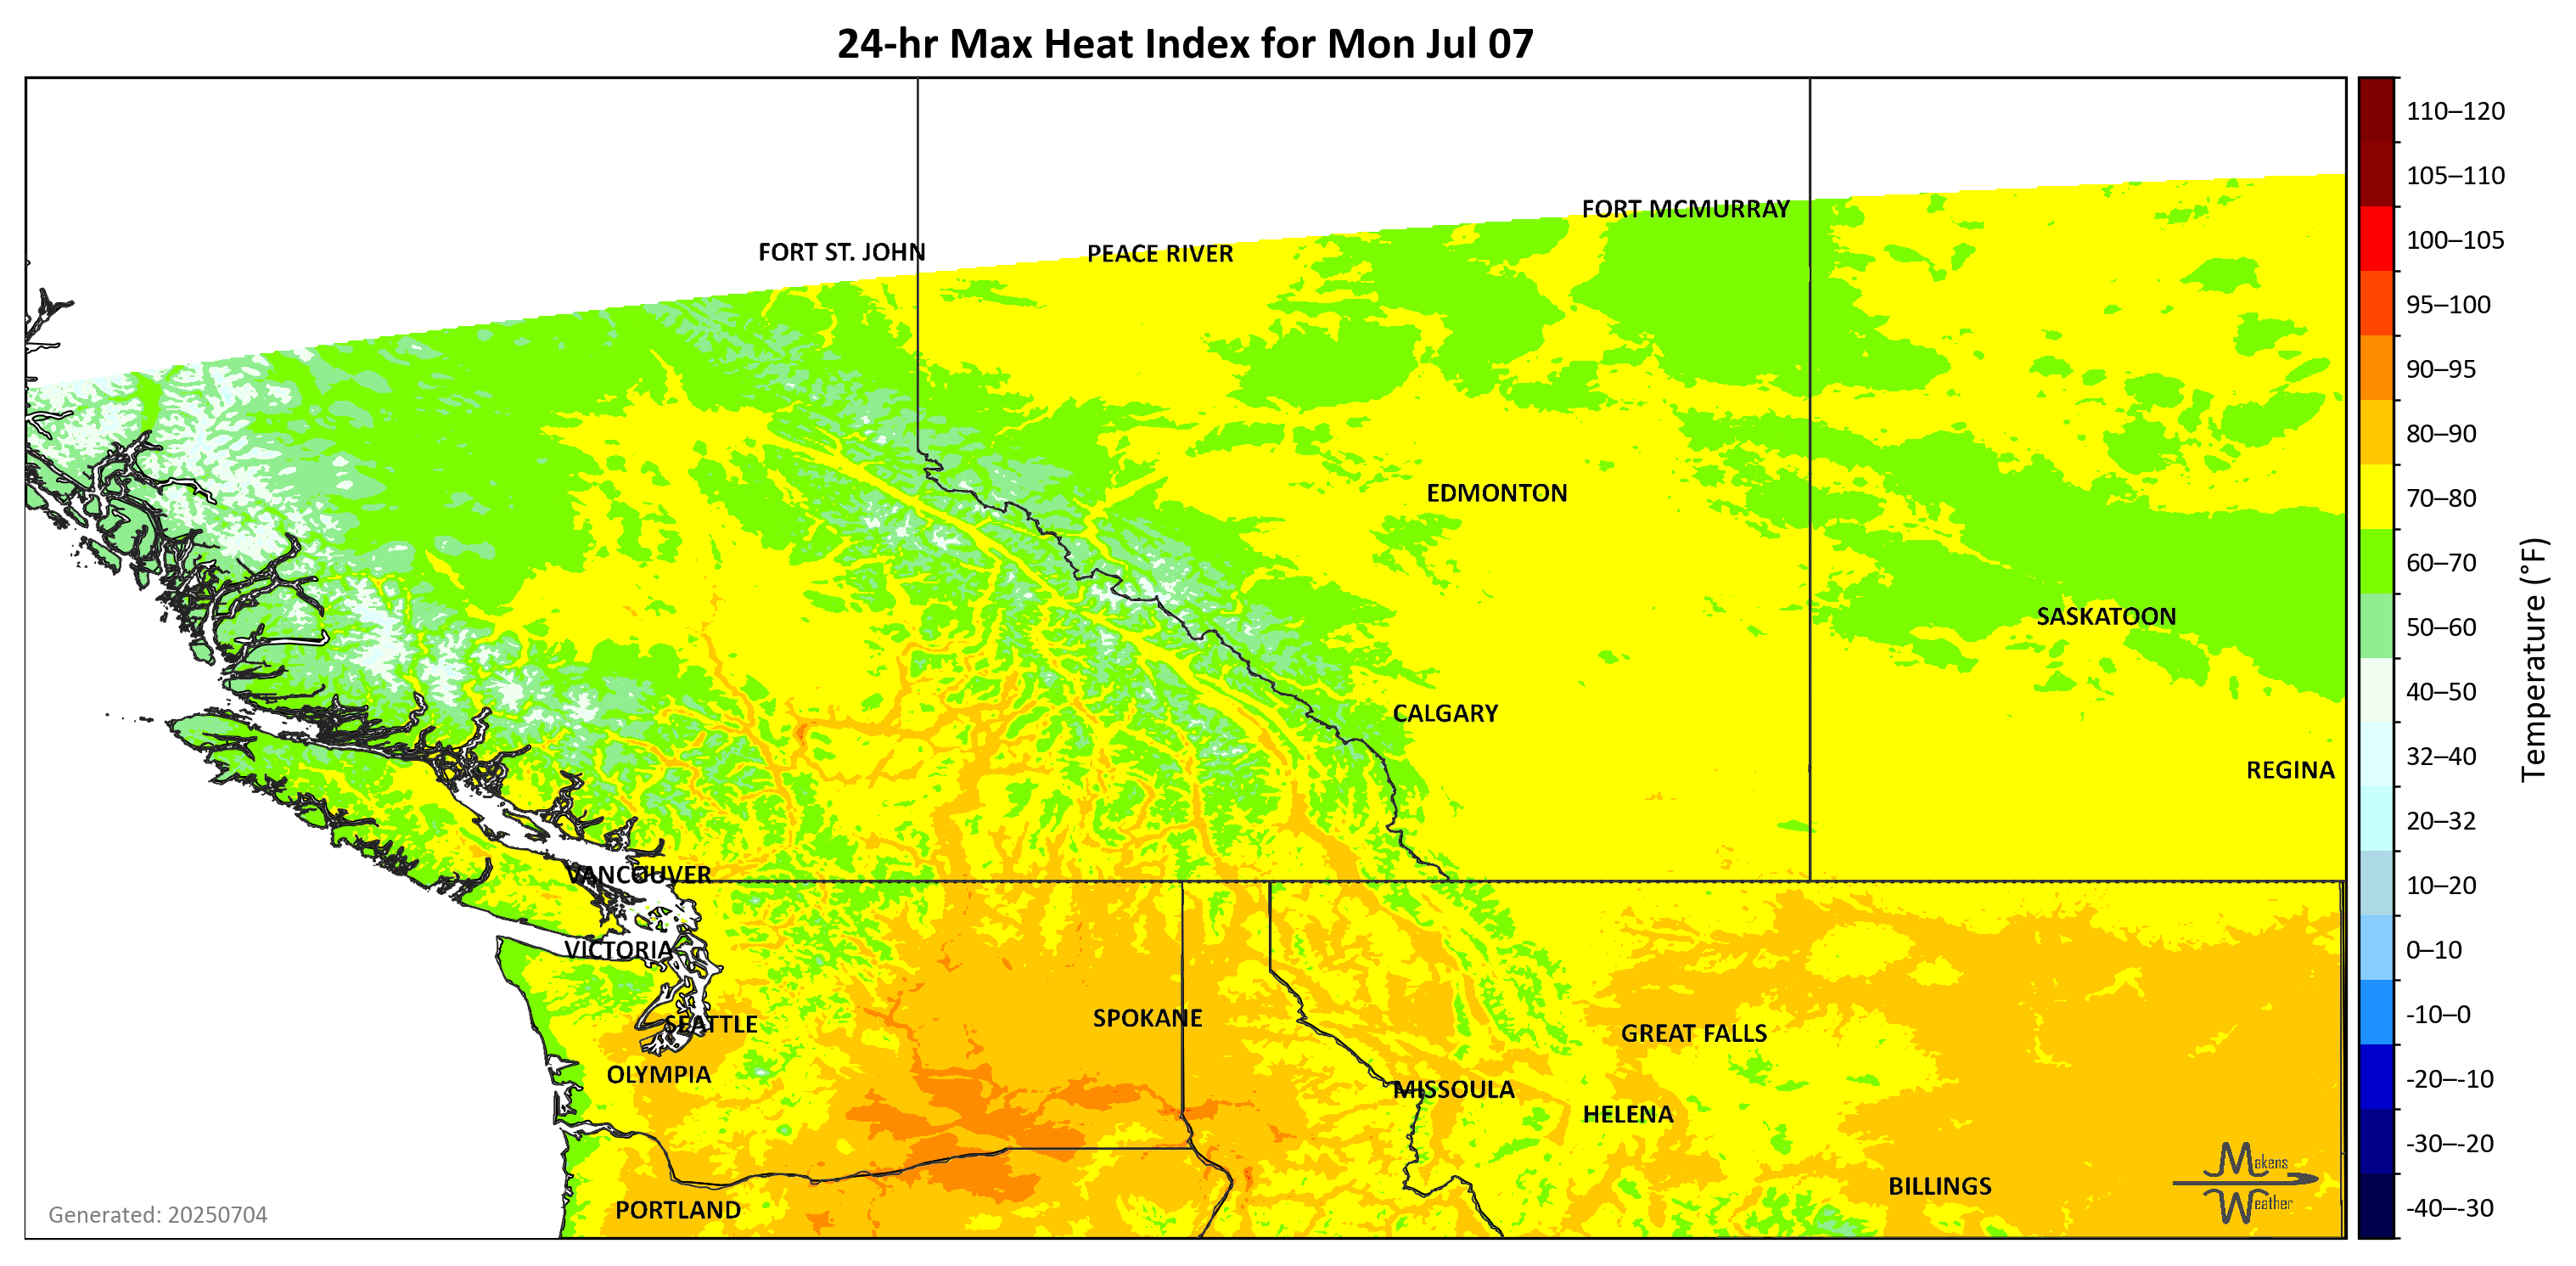 24-hr Max Heat Index for Mon Jul 07
FORT MCMURRAY
FORT ST. JOHN
PEACE RIVER
EDMONTON
SASKATOON
CALGARY
REGINA
VANCOUVER
VICTORIA
SEATTLE
SPOKANE
GREAT FALLS
OLYMPIA
MISSOULA
HELENA
BILLINGS
PORTLAND
Makens
Weather
Generated: 20250704
110–120
105–110
100–105
95–100
90–95
80–90
70–80
60–70
50–60
40–50
32–40
20–32
10–20
0–10
-10–0
-20–-10
-30–-20
-40–-30
Temperature (°F)